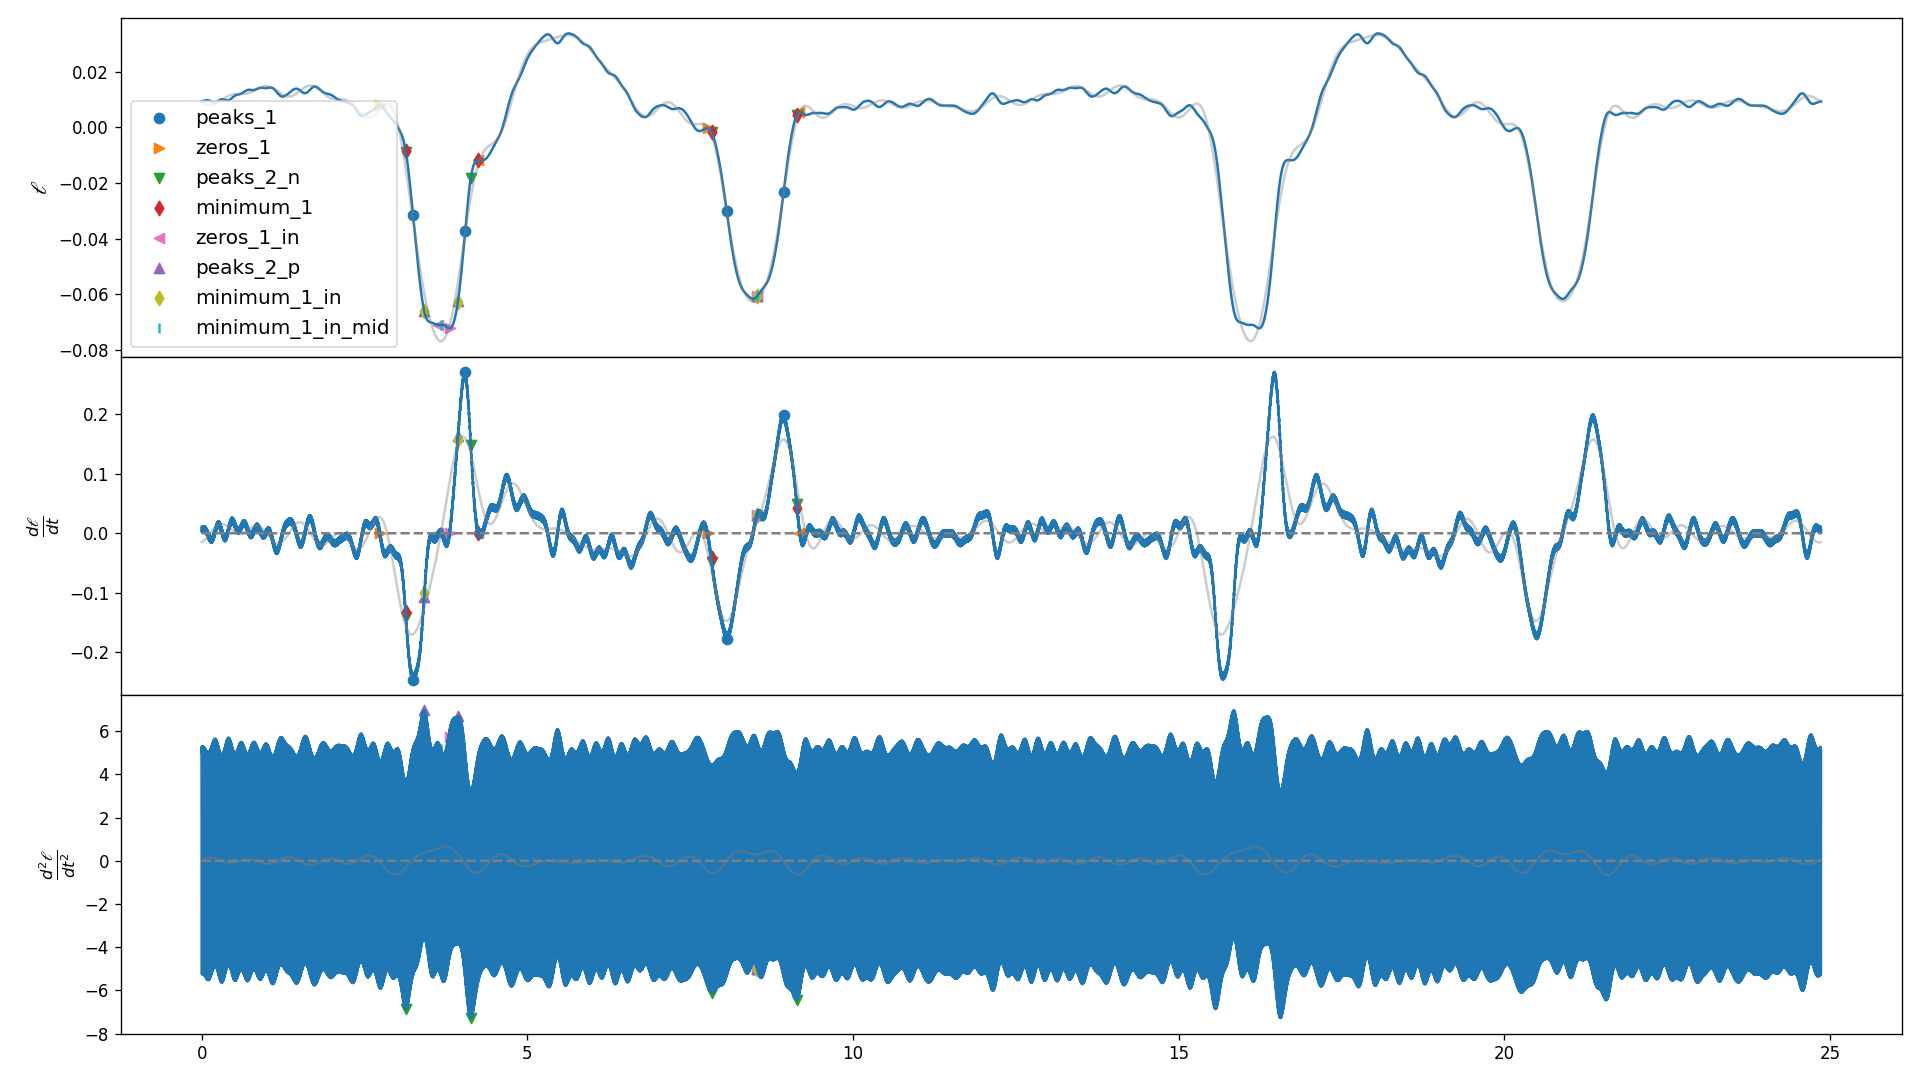 0.02
0.00
−0.02
−0.04
−0.06
−0.08
ℓ
peaks_1
zeros_1
peaks_2_n
minimum_1
zeros_1_in
peaks_2_p
minimum_1_in
minimum_1_in_mid
0.2
0.1
0.0
−0.1
−0.2
dℓ
dt
6
4
2
0
−2
−4
−6
−8
d²ℓ
dt²
0 5 10 15 20 25